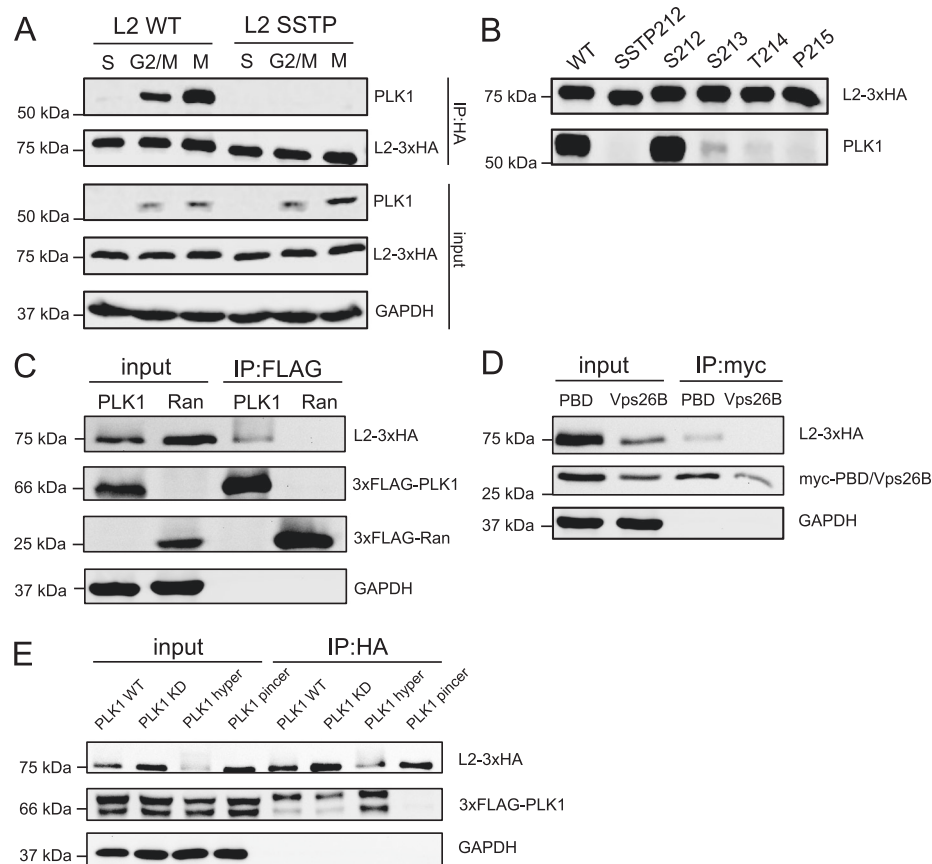 A
L2 WT L2 SSTP
S G2/M M S G2/M M
50 kDa PLK1
75 kDa L2-3xHA
IP:HA
50 kDa PLK1
75 kDa L2-3xHA
37 kDa GAPDH
input
B
WT SSTP212 S212 S213 T214 P215
75 kDa L2-3xHA
50 kDa PLK1
C
input IP:FLAG
PLK1 Ran PLK1 Ran
75 kDa L2-3xHA
66 kDa 3xFLAG-PLK1
25 kDa 3xFLAG-Ran
37 kDa GAPDH
D
input IP:myc
PBD Vps26B PBD Vps26B
75 kDa L2-3xHA
25 kDa myc-PBD/Vps26B
37 kDa GAPDH
E
input IP:HA
PLK1 WT PLK1 KD PLK1 hyper PLK1 pincer PLK1 WT PLK1 KD PLK1 hyper PLK1 pincer
75 kDa L2-3xHA
66 kDa 3xFLAG-PLK1
37 kDa GAPDH